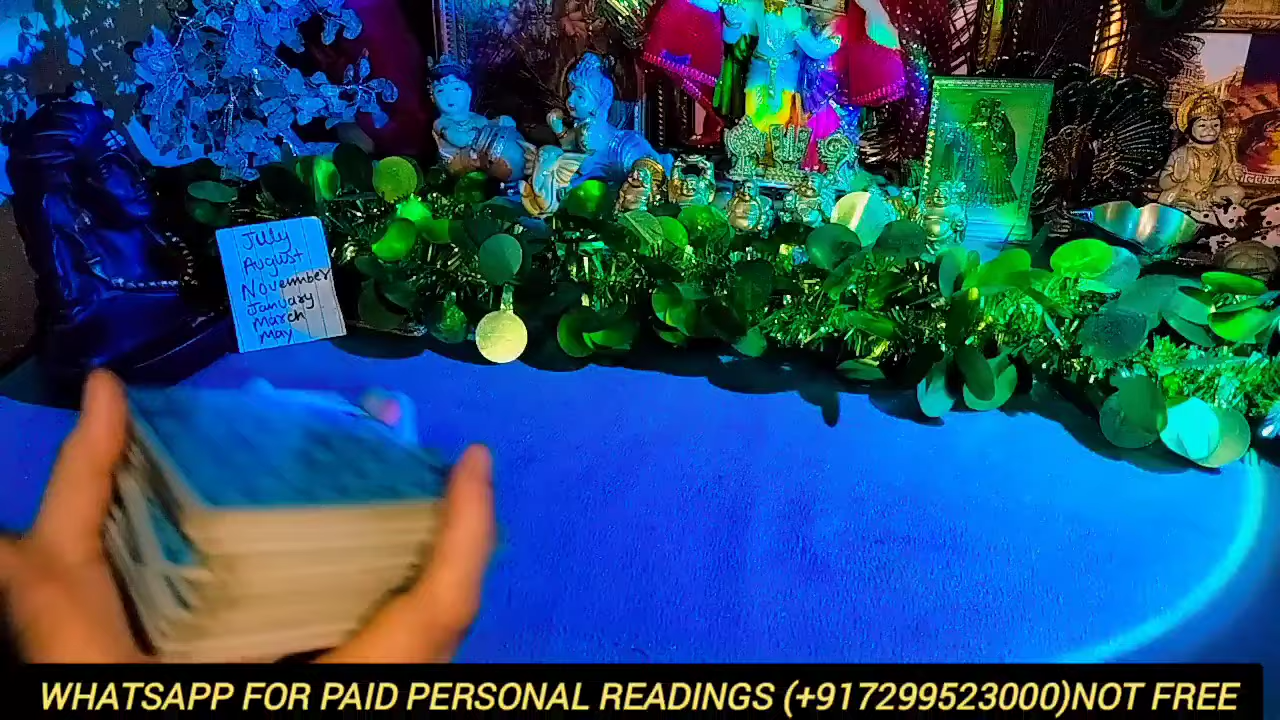 July
August
November
January
March
May
WHATSAPP FOR PAID PERSONAL READINGS (+917299523000)NOT FREE